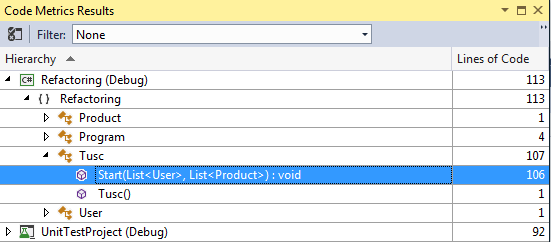 Code Metrics Results
Filter: None
Hierarchy Lines of Code
C# Refactoring (Debug) 113
{ } Refactoring 113
Product 1
Program 4
Tusc 107
Start(List<User>, List<Product>) : void 106
Tusc() 1
User 1
UnitTestProject (Debug) 92